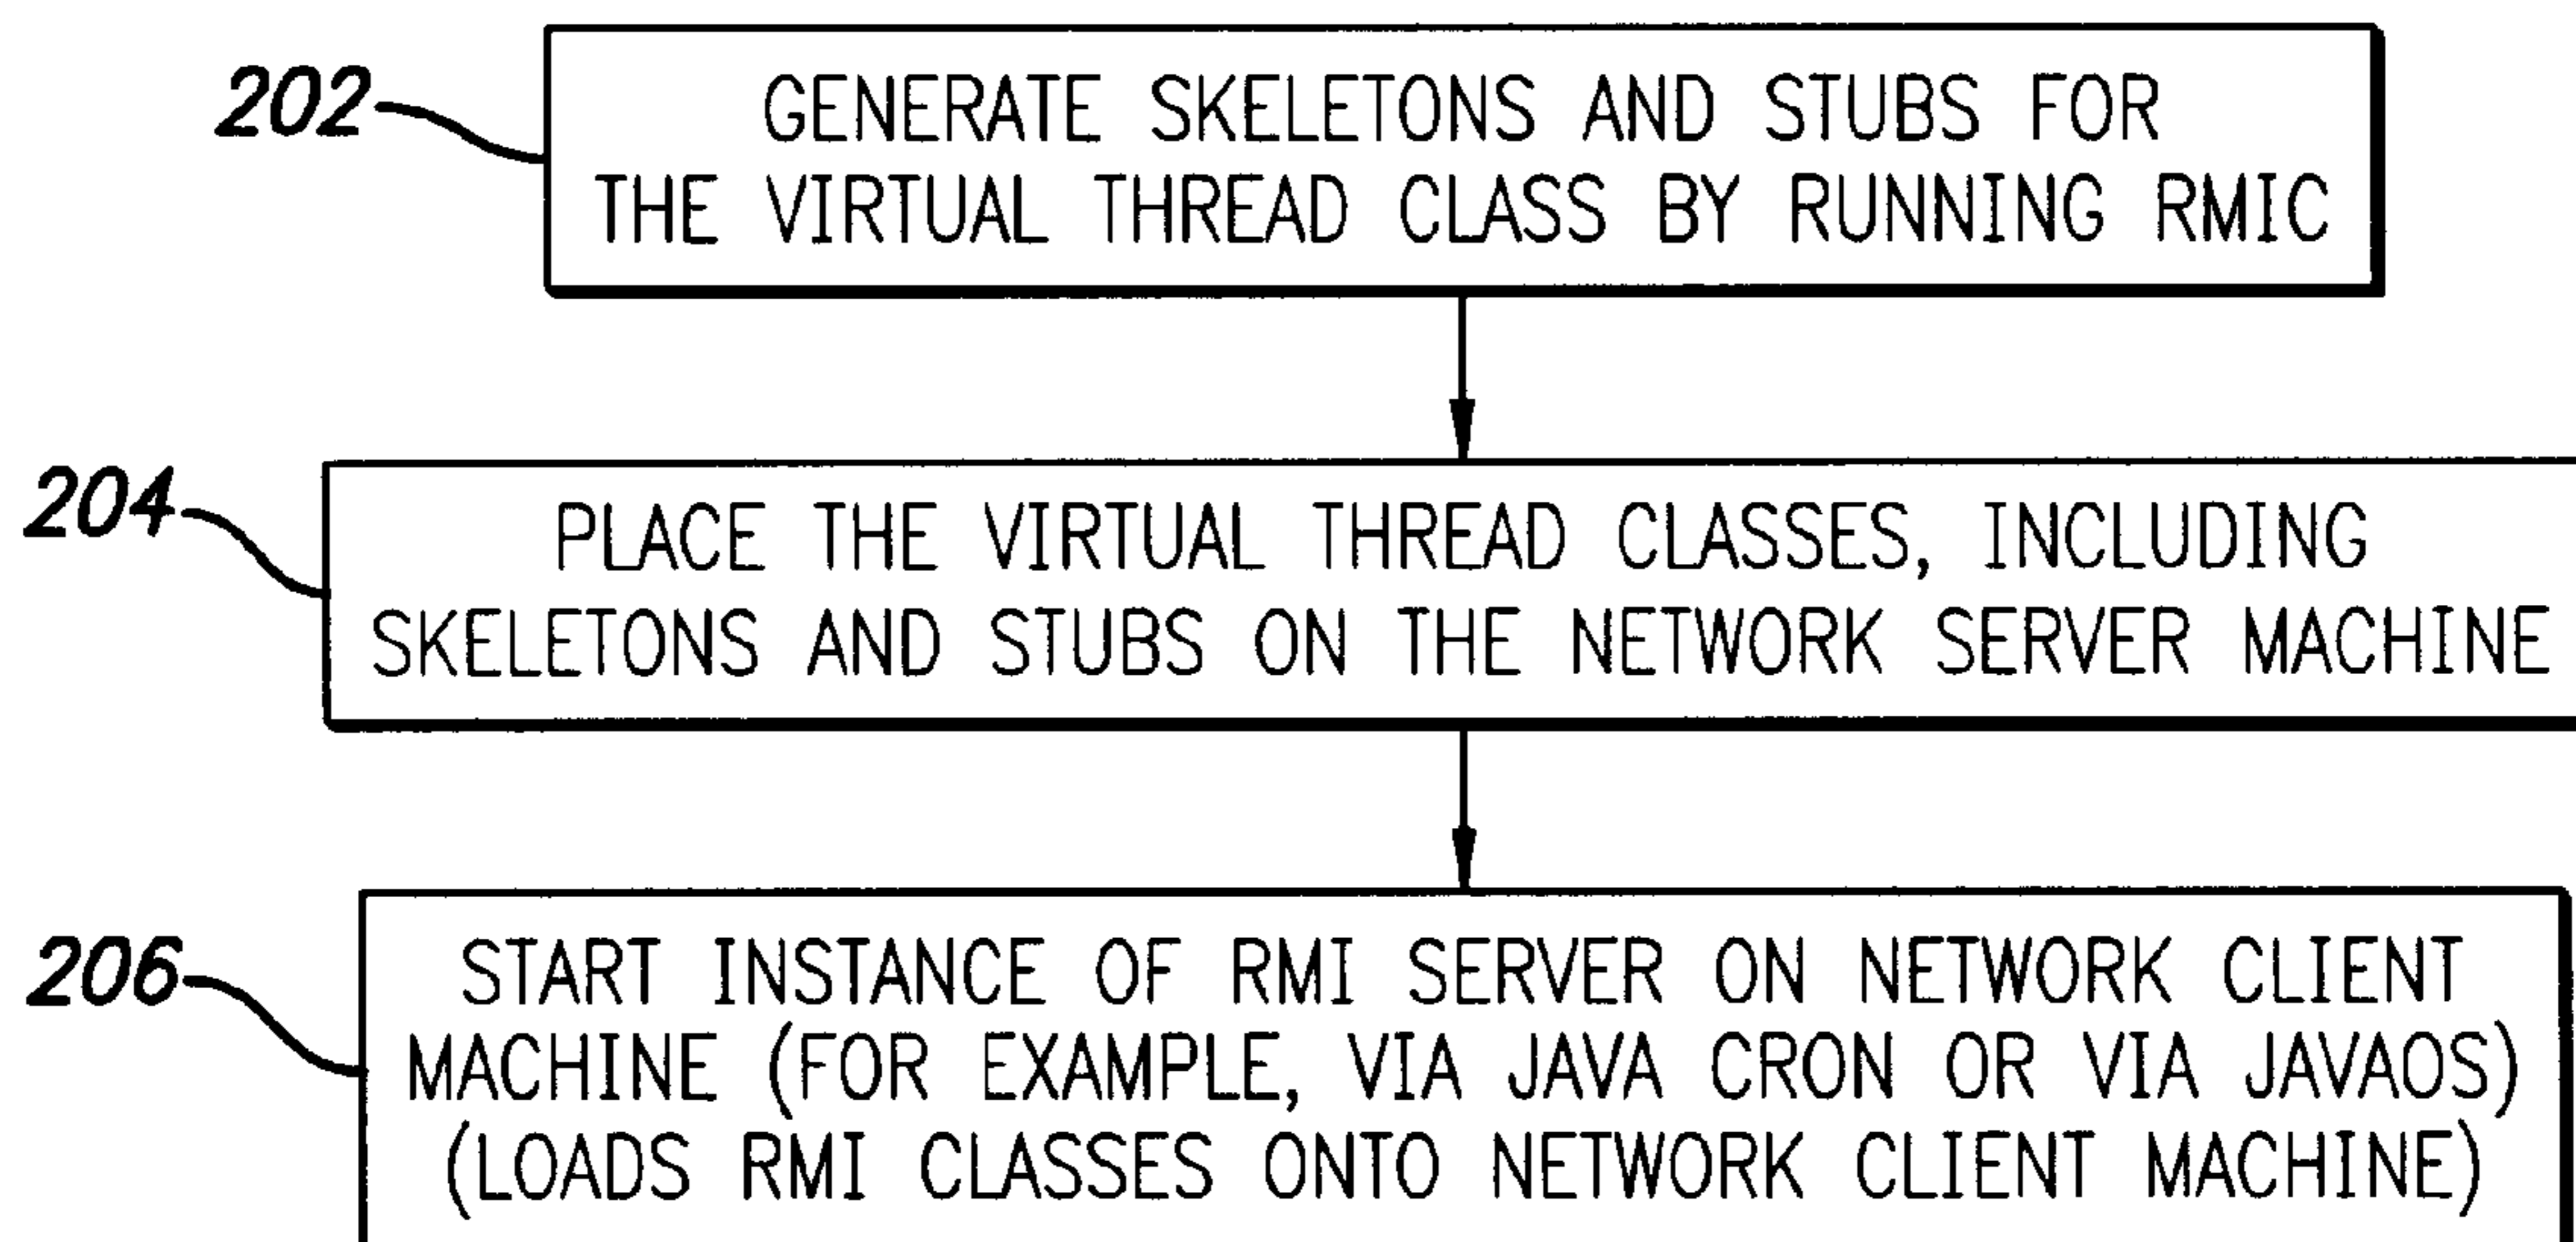 202
GENERATE SKELETONS AND STUBS FOR
THE VIRTUAL THREAD CLASS BY RUNNING RMIC
204
PLACE THE VIRTUAL THREAD CLASSES, INCLUDING
SKELETONS AND STUBS ON THE NETWORK SERVER MACHINE
206
START INSTANCE OF RMI SERVER ON NETWORK CLIENT
MACHINE (FOR EXAMPLE, VIA JAVA CRON OR VIA JAVAOS)
(LOADS RMI CLASSES ONTO NETWORK CLIENT MACHINE)